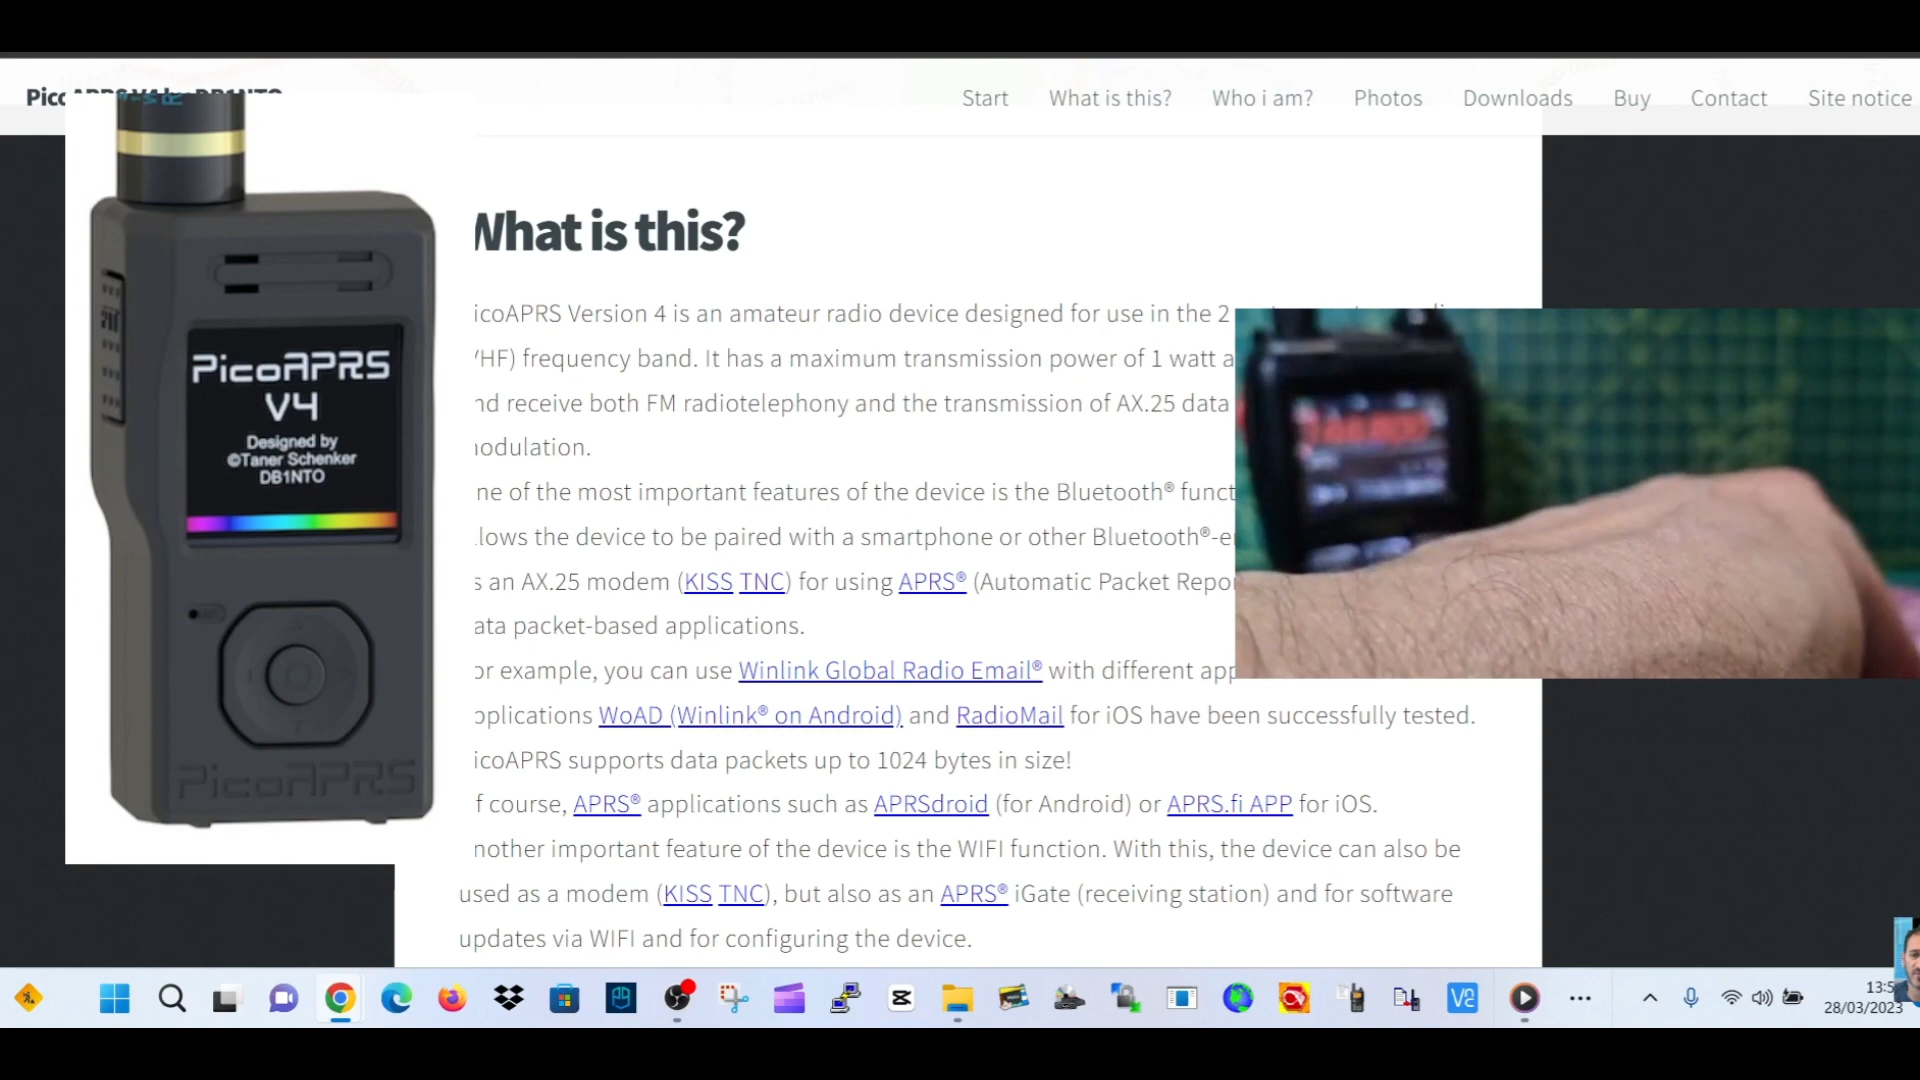 Start What is this? Who i am? Photos Downloads Buy Contact Site notice
PicoAPRS
V4
Designed by
©Taner Schenker
DB1NTO
PicoAPRS
What is this?
icoAPRS Version 4 is an amateur radio device designed for use in the 2
HF) frequency band. It has a maximum transmission power of 1 watt a
nd receive both FM radiotelephony and the transmission of AX.25 data
odulation.
ne of the most important features of the device is the Bluetooth® funct
llows the device to be paired with a smartphone or other Bluetooth®-e
s an AX.25 modem (KISS TNC) for using APRS® (Automatic Packet Repo
ata packet-based applications.
or example, you can use Winlink Global Radio Email® with different app
pplications WoAD (Winlink® on Android) and RadioMail for iOS have been successfully tested.
icoAPRS supports data packets up to 1024 bytes in size!
f course, APRS® applications such as APRSdroid (for Android) or APRS.fi APP for iOS.
nother important feature of the device is the WIFI function. With this, the device can also be
used as a modem (KISS TNC), but also as an APRS® iGate (receiving station) and for software
updates via WIFI and for configuring the device.
13:5
28/03/2023